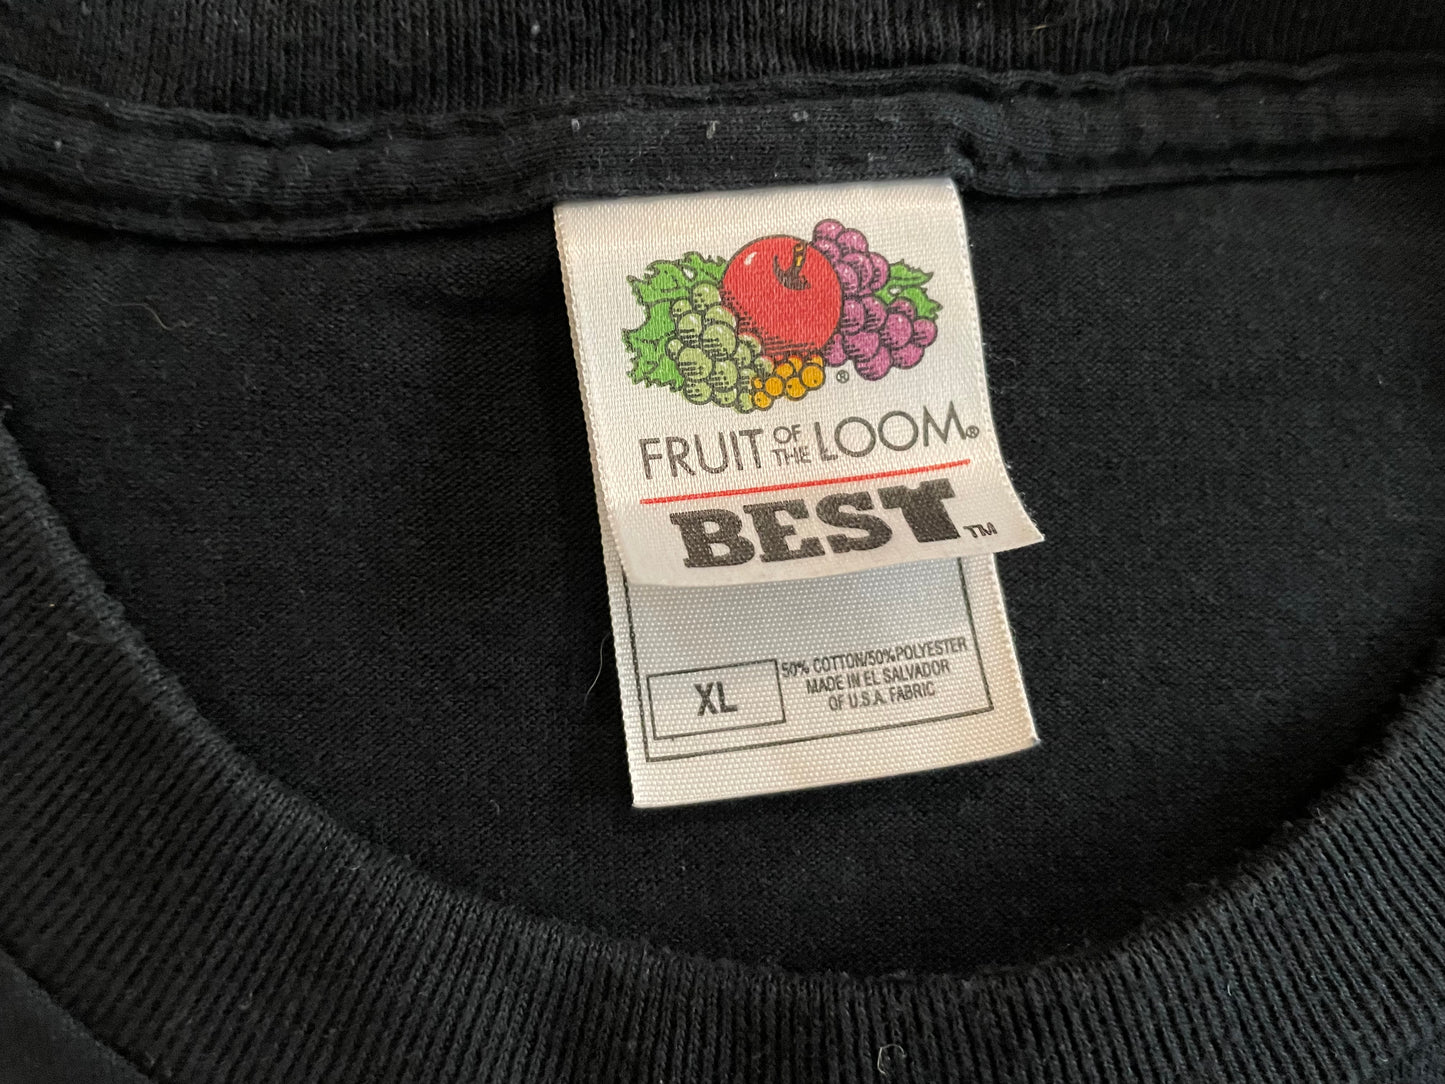 ®
FRUIT OF THE LOOM®
BEST™
XL
50% COTTON/50%POLYESTER
MADE IN EL SALVADOR
OF U.S.A. FABRIC